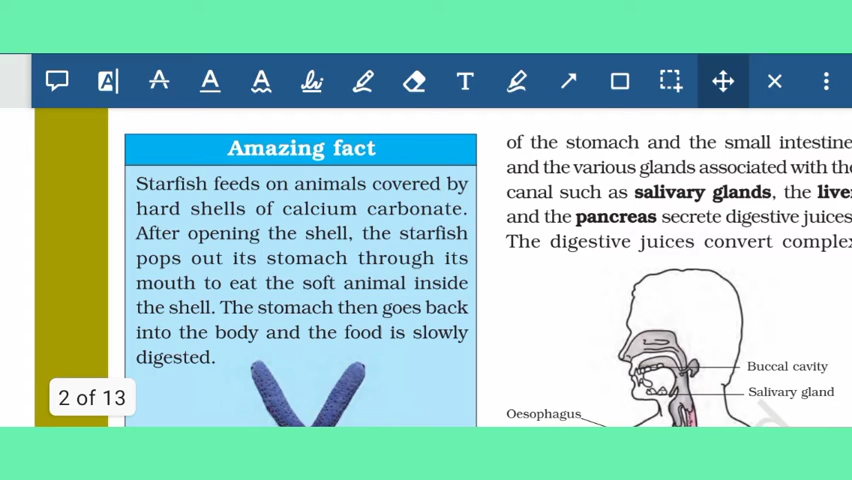 Amazing fact
Starfish feeds on animals covered by
hard shells of calcium carbonate.
After opening the shell, the starfish
pops out its stomach through its
mouth to eat the soft animal inside
the shell. The stomach then goes back
into the body and the food is slowly
digested.
2 of 13
of the stomach and the small intestine
and the various glands associated with the
canal such as salivary glands, the live
and the pancreas secrete digestive juices
The digestive juices convert complex
Buccal cavity
Salivary gland
Oesophagus